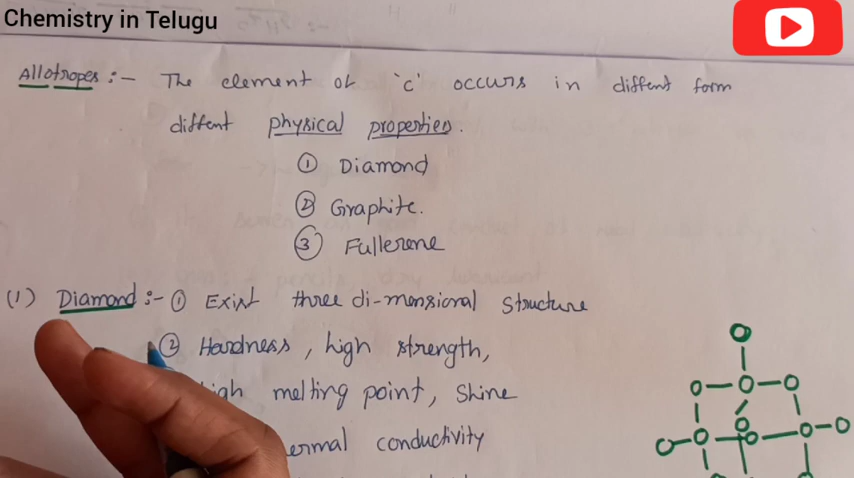 Chemistry in Telugu
Allotropes :- The element of 'c' occurs in diffent form
diffent physical properties.
① Diamond
② Graphite.
③ Fullerene
(1) Diamond :- ① Exist three di-mensional structure
② Hardness, high strength,
melting point, Shine
conductivity